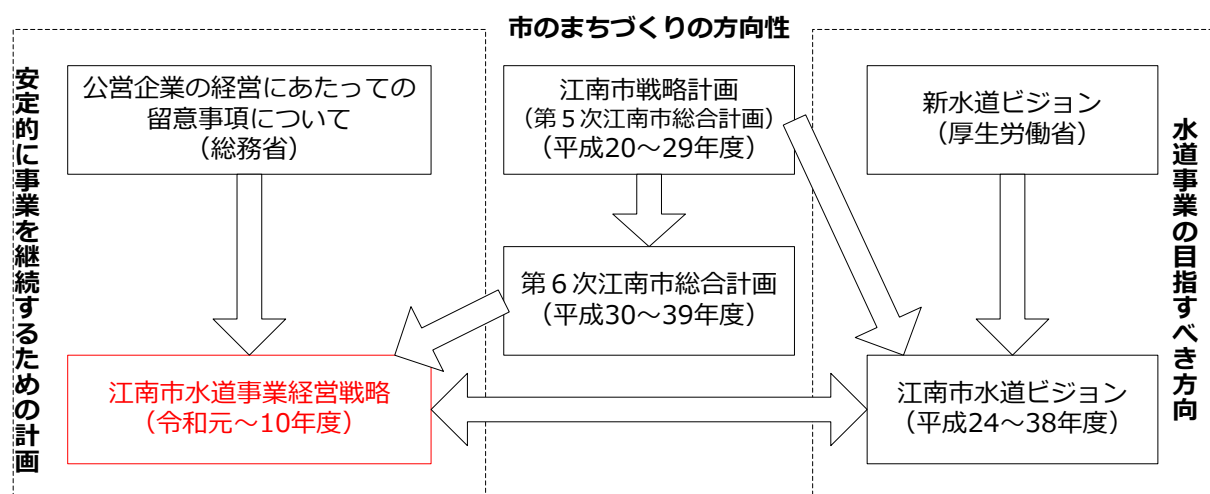 市のまちづくりの方向性
安定的に事業を継続するための計画
公営企業の経営にあたっての
留意事項について
（総務省）
江南市戦略計画
（第５次江南市総合計画）
（平成20～29年度）
新水道ビジョン
（厚生労働省）
水道事業の目指すべき方向
第６次江南市総合計画
（平成30～39年度）
江南市水道事業経営戦略
（令和元～10年度）
江南市水道ビジョン
（平成24～38年度）